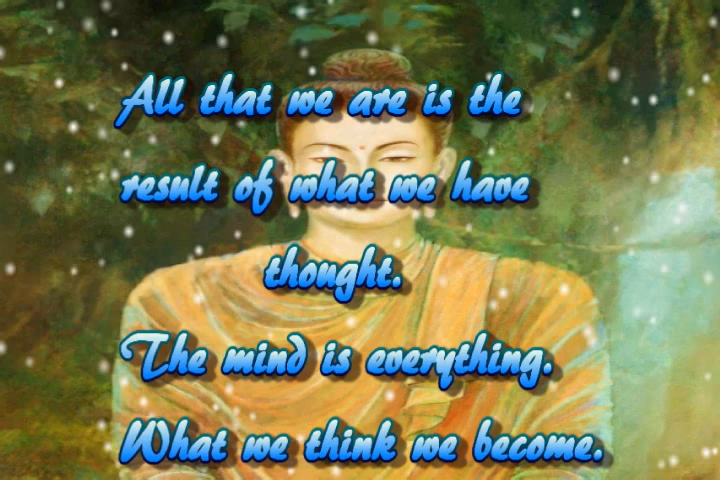 All that we are is the
result of what we have
thought.
The mind is everything.
What we think we become.